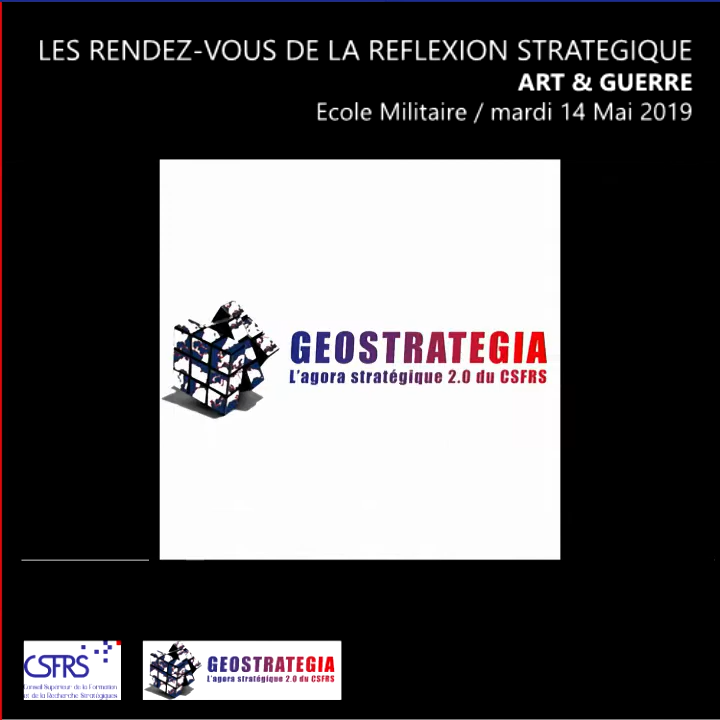 LES RENDEZ-VOUS DE LA REFLEXION STRATEGIQUE
ART & GUERRE
Ecole Militaire / mardi 14 Mai 2019
GEOSTRATEGIA
L'agora stratégique 2.0 du CSFRS
CSFRS
Conseil Supérieur de la Formation
et de la Recherche Stratégiques
GEOSTRATEGIA
L'agora stratégique 2.0 du CSFRS